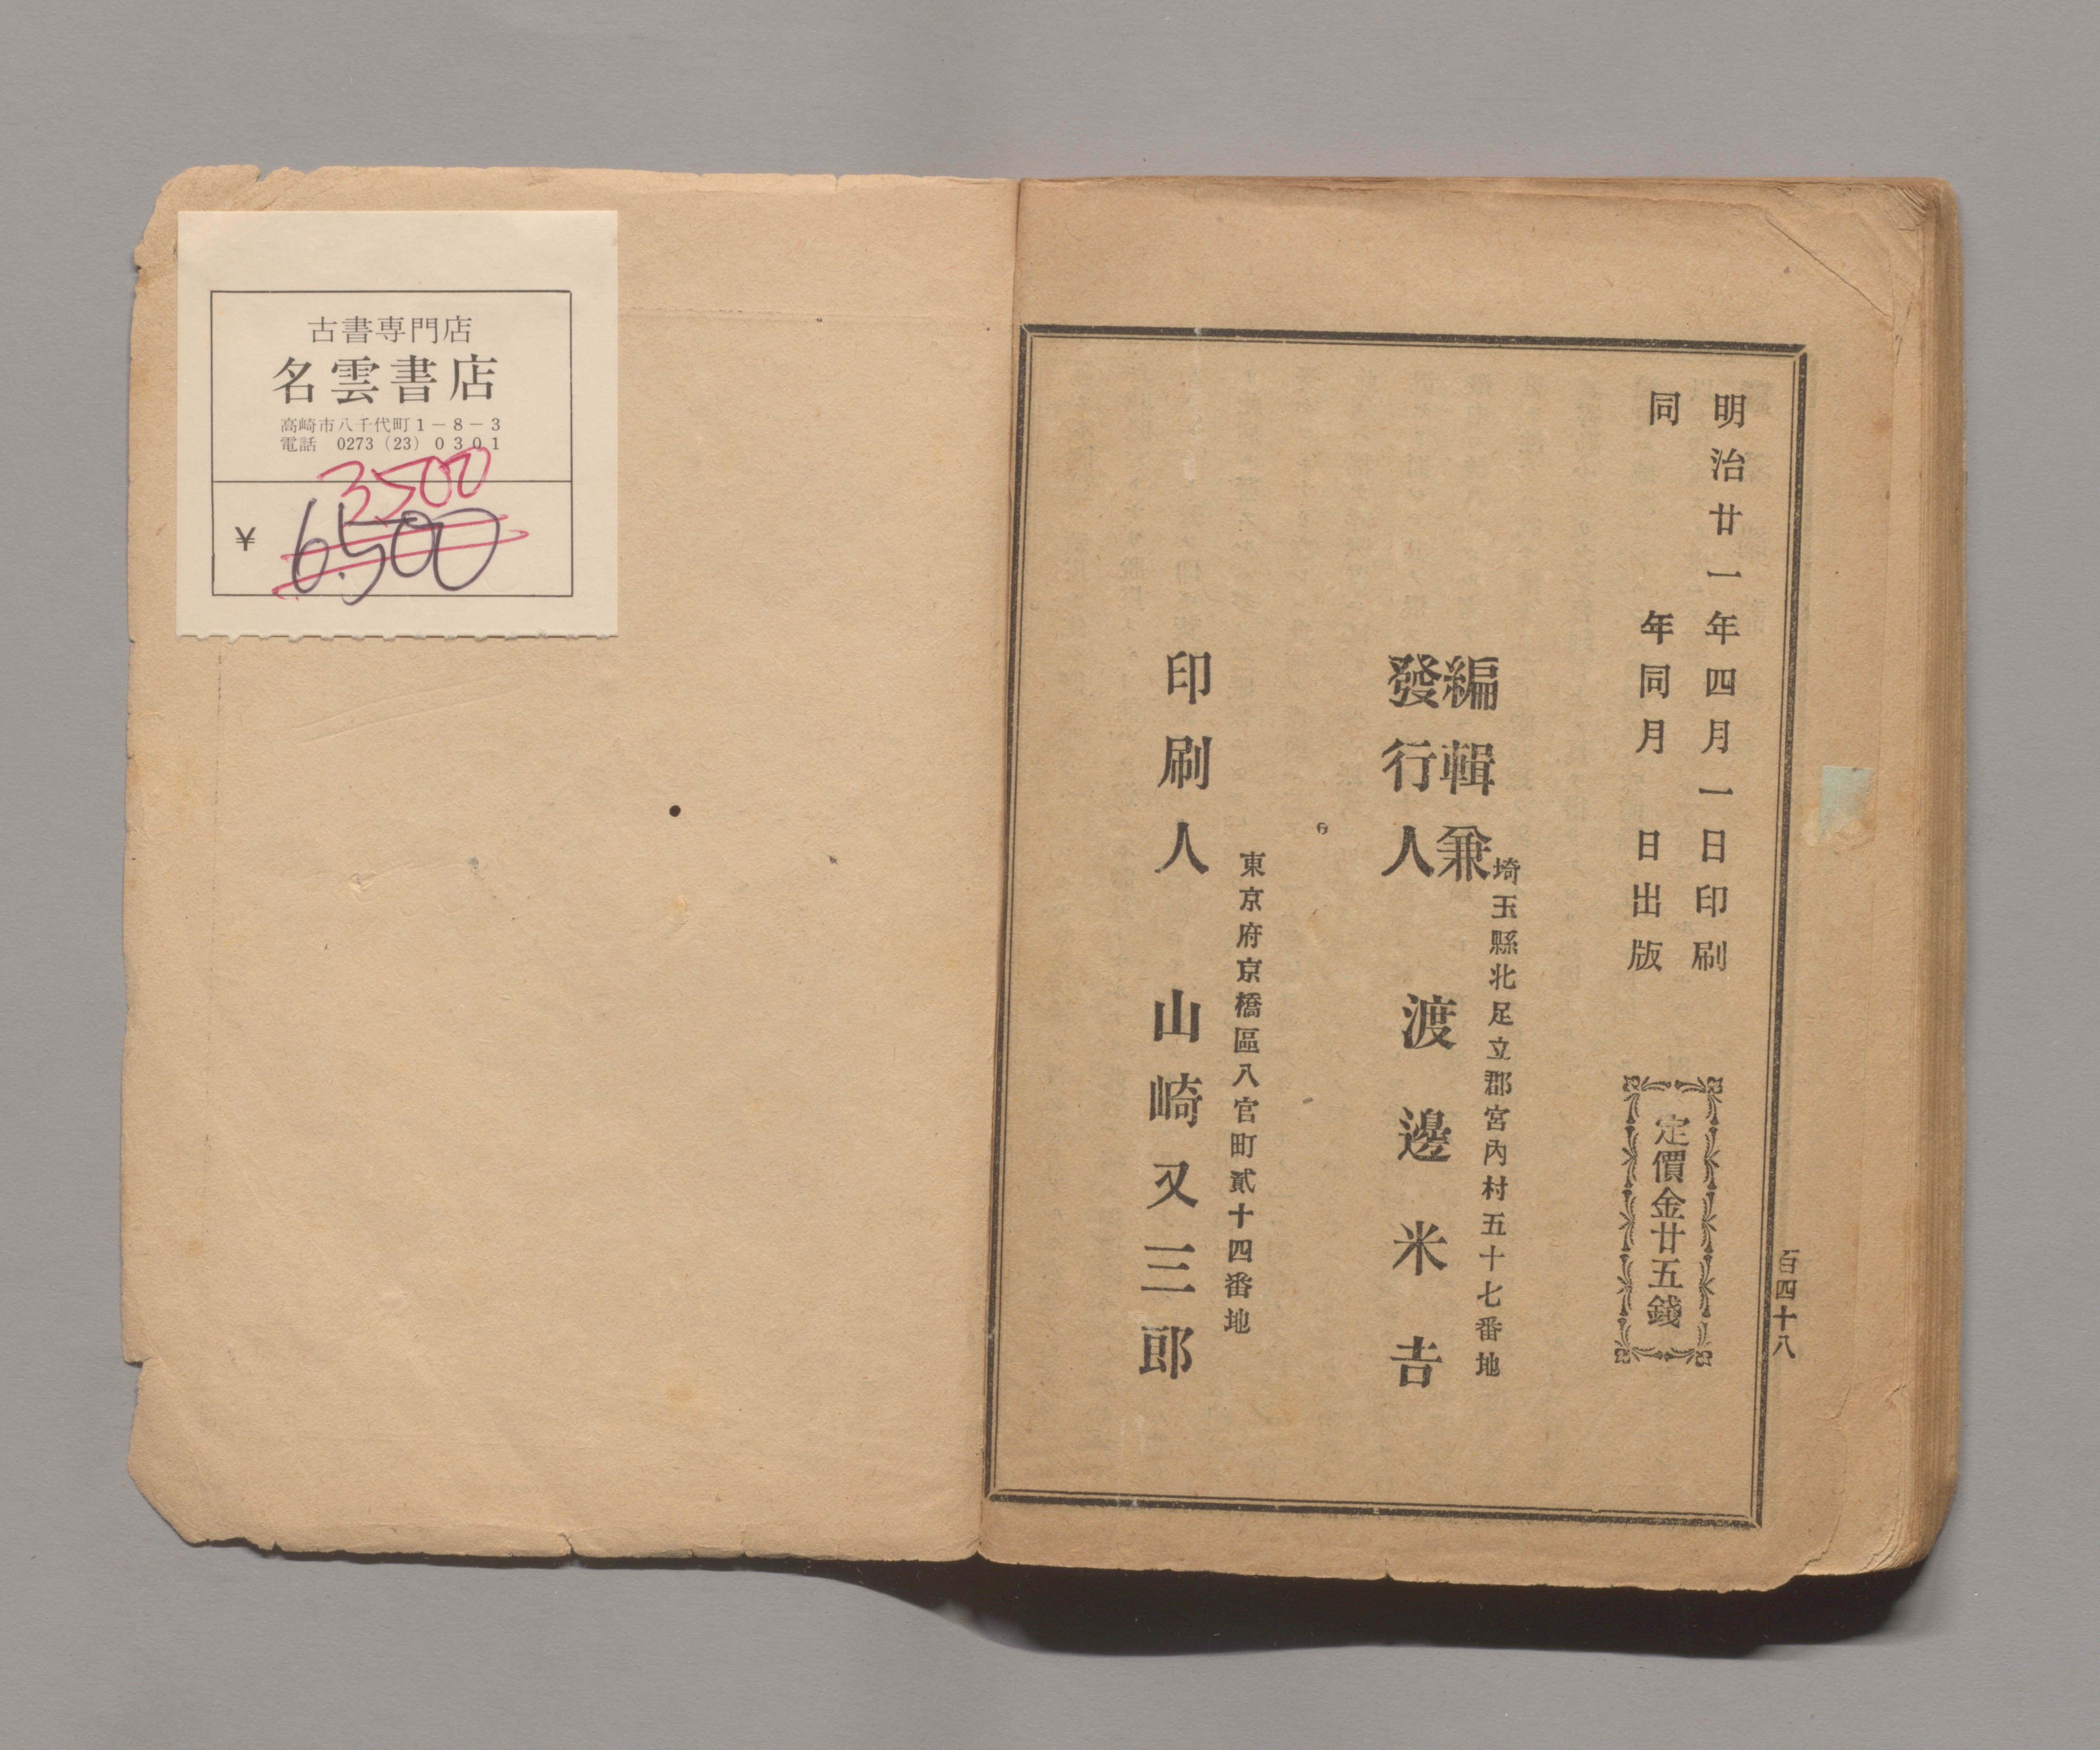 明治廿一年四月一日印刷
同年同月日出版
定價金廿五錢
埼玉縣北足立郡宮內村五十七番地
編輯兼
發行人
渡邊米吉
東京府京橋區八官町貳十四番地
印刷人 山崎又三郎
百四十八
古書専門店
名雲書店
高崎市八千代町1－8－3
電話 0273（23）0301
3500
¥ 6.500